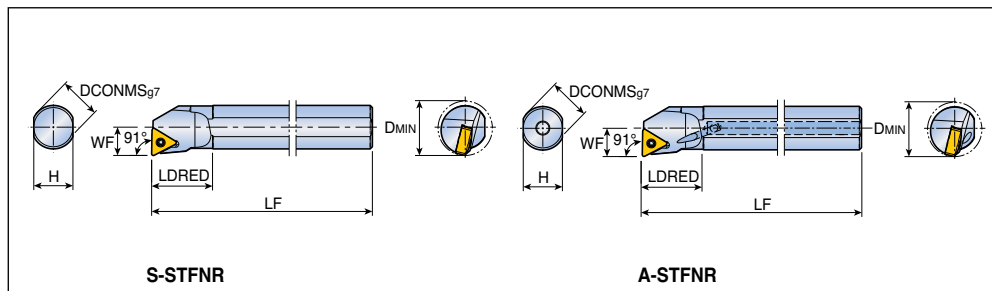 DCONMSg7
WF
91°
H
LDRED
LF
DMIN
S-STFNR
DCONMSg7
WF
91°
H
LDRED
LF
DMIN
A-STFNR